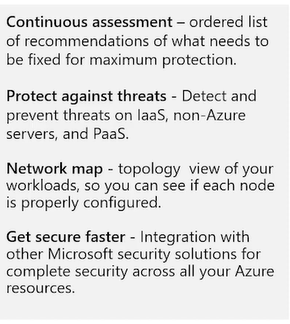 Continuous assessment – ordered list
of recommendations of what needs to
be fixed for maximum protection.
Protect against threats - Detect and
prevent threats on IaaS, non-Azure
servers, and PaaS.
Network map - topology view of your
workloads, so you can see if each node
is properly configured.
Get secure faster - Integration with
other Microsoft security solutions for
complete security across all your Azure
resources.